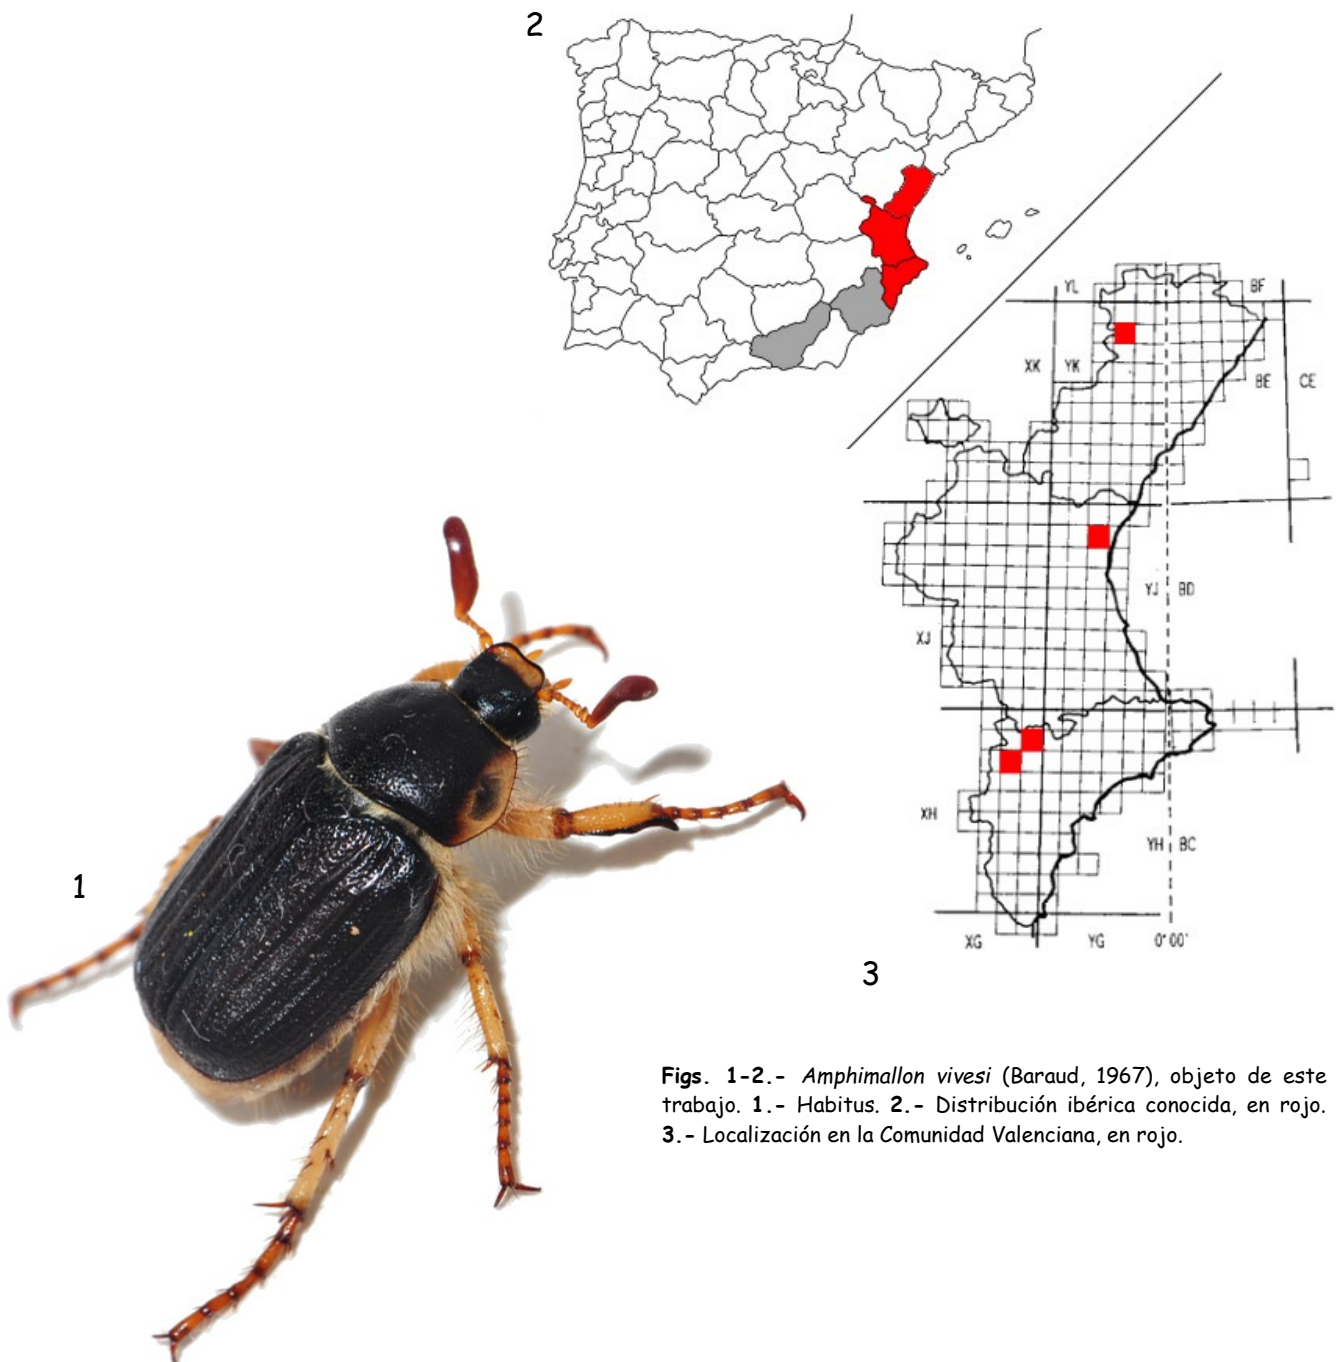 2
YL
BF
XK
YK
BE
CE
YJ
BD
XJ
XH
YH
BC
XG
YG
0° 00'
1
3
Figs. 1-2.- Amphimallon vivesi (Baraud, 1967), objeto de este
trabajo. 1.- Habitus. 2.- Distribución ibérica conocida, en rojo.
3.- Localización en la Comunidad Valenciana, en rojo.